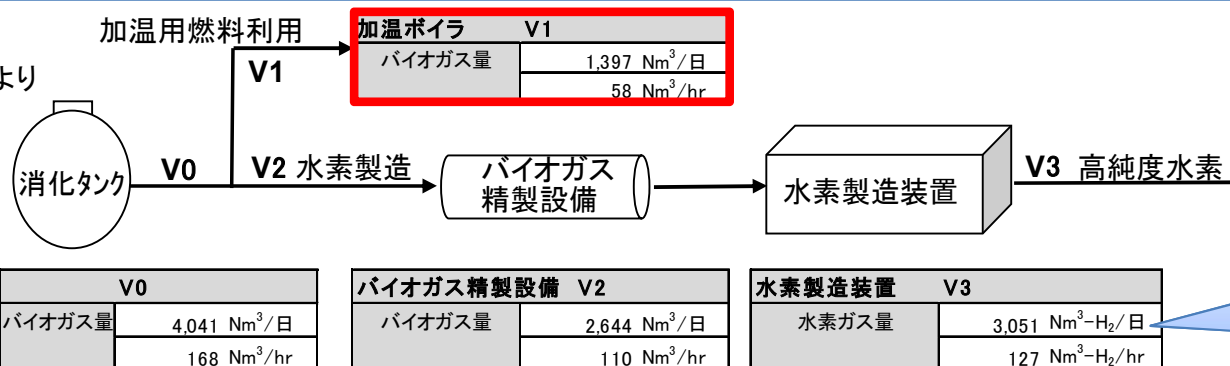 加温用燃料利用
V1
より
加温ボイラ V1
バイオガス量 1,397 Nm³/日
58 Nm³/hr
消化タンク
V0
V2 水素製造
バイオガス
精製設備
水素製造装置
V3 高純度水素
V0
バイオガス量 4,041 Nm³/日
168 Nm³/hr
バイオガス精製設備 V2
バイオガス量 2,644 Nm³/日
110 Nm³/hr
水素製造装置 V3
水素ガス量 3,051 Nm³-H₂/日
127 Nm³-H₂/hr